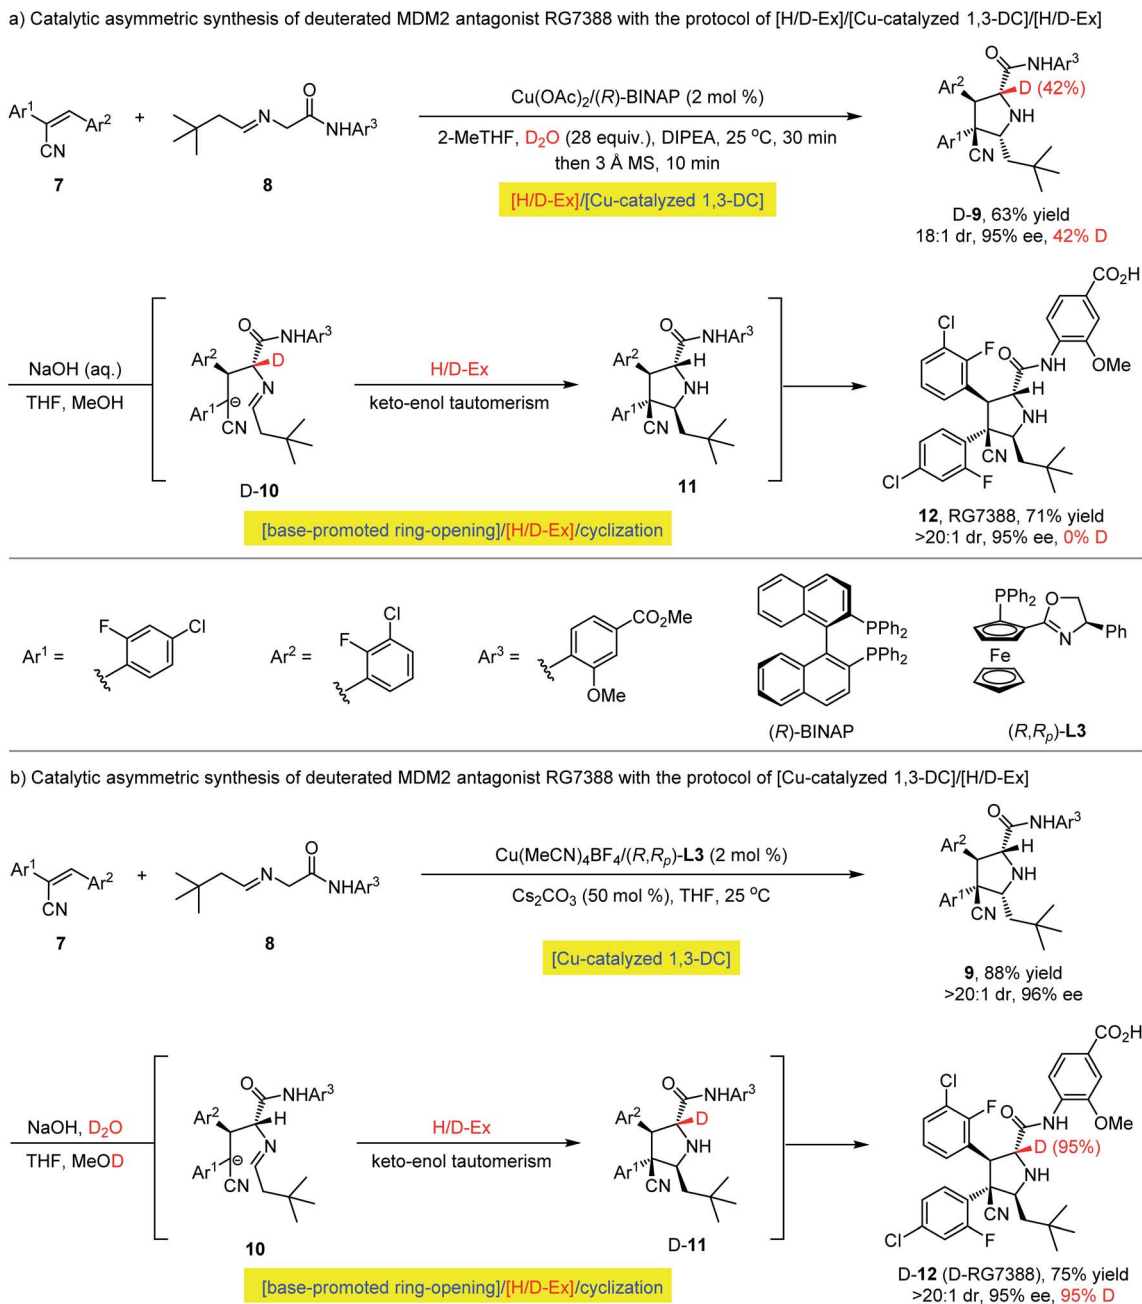 a) Catalytic asymmetric synthesis of deuterated MDM2 antagonist RG7388 with the protocol of [H/D-Ex]/[Cu-catalyzed 1,3-DC]/[H/D-Ex]
Ar1
Ar2
CN
7
+
N
O
NHAr3
8
Cu(OAc)2/(R)-BINAP (2 mol %)
2-MeTHF, D2O (28 equiv.), DIPEA, 25 oC, 30 min
then 3 Å MS, 10 min
[H/D-Ex]/[Cu-catalyzed 1,3-DC]
O
NHAr3
Ar2
D (42%)
NH
Ar1
CN
D-9, 63% yield
18:1 dr, 95% ee, 42% D
NaOH (aq.)
THF, MeOH
O
NHAr3
Ar2
D
N
Ar1
⊖
CN
D-10
H/D-Ex
keto-enol tautomerism
O
NHAr3
Ar2
H
NH
Ar1
CN
11
[base-promoted ring-opening]/[H/D-Ex]/cyclization
CO2H
Cl
F
O
NH
OMe
H
NH
CN
Cl
F
12, RG7388, 71% yield
>20:1 dr, 95% ee, 0% D
Ar1 =
F
Cl
Ar2 =
Cl
F
Ar3 =
CO2Me
OMe
PPh2
PPh2
(R)-BINAP
PPh2
O
N
Ph
Fe
(R,Rp)-L3
b) Catalytic asymmetric synthesis of deuterated MDM2 antagonist RG7388 with the protocol of [Cu-catalyzed 1,3-DC]/[H/D-Ex]
Ar1
Ar2
CN
7
+
N
O
NHAr3
8
Cu(MeCN)4BF4/(R,Rp)-L3 (2 mol %)
Cs2CO3 (50 mol %), THF, 25 oC
[Cu-catalyzed 1,3-DC]
O
NHAr3
Ar2
H
NH
Ar1
CN
9, 88% yield
>20:1 dr, 96% ee
NaOH, D2O
THF, MeOD
O
NHAr3
Ar2
H
N
Ar1
⊖
CN
10
H/D-Ex
keto-enol tautomerism
O
NHAr3
Ar2
D
NH
Ar1
CN
D-11
[base-promoted ring-opening]/[H/D-Ex]/cyclization
CO2H
Cl
F
O
NH
OMe
D (95%)
NH
CN
Cl
F
D-12 (D-RG7388), 75% yield
>20:1 dr, 95% ee, 95% D